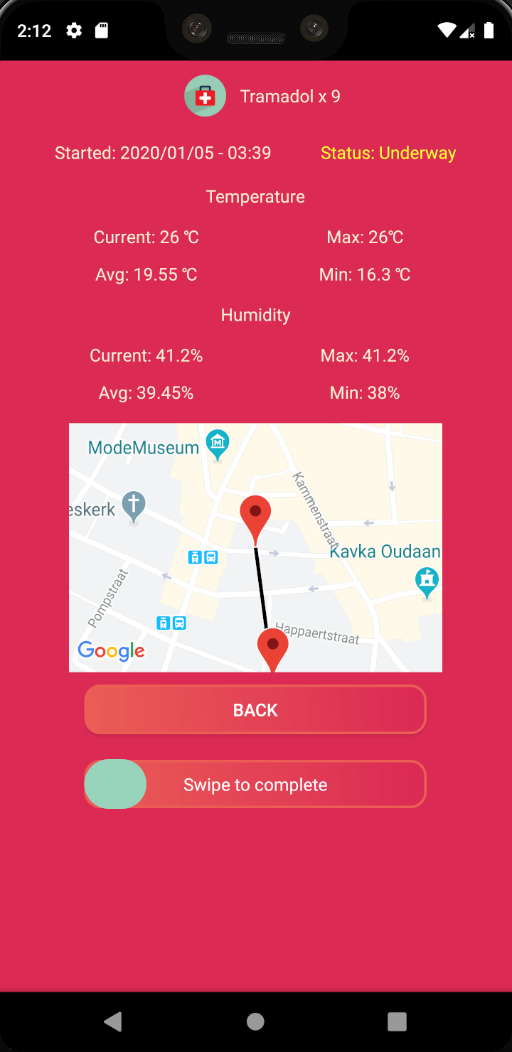 2:12
Tramadol x 9
Started: 2020/01/05 - 03:39 Status: Underway
Temperature
Current: 26 ℃ Max: 26℃
Avg: 19.55 ℃ Min: 16.3 ℃
Humidity
Current: 41.2% Max: 41.2%
Avg: 39.45% Min: 38%
ModeMuseum
Kammenstraat
eskerk
Kavka Oudaan
Pompstraat
Happaertstraat
Google
BACK
Swipe to complete